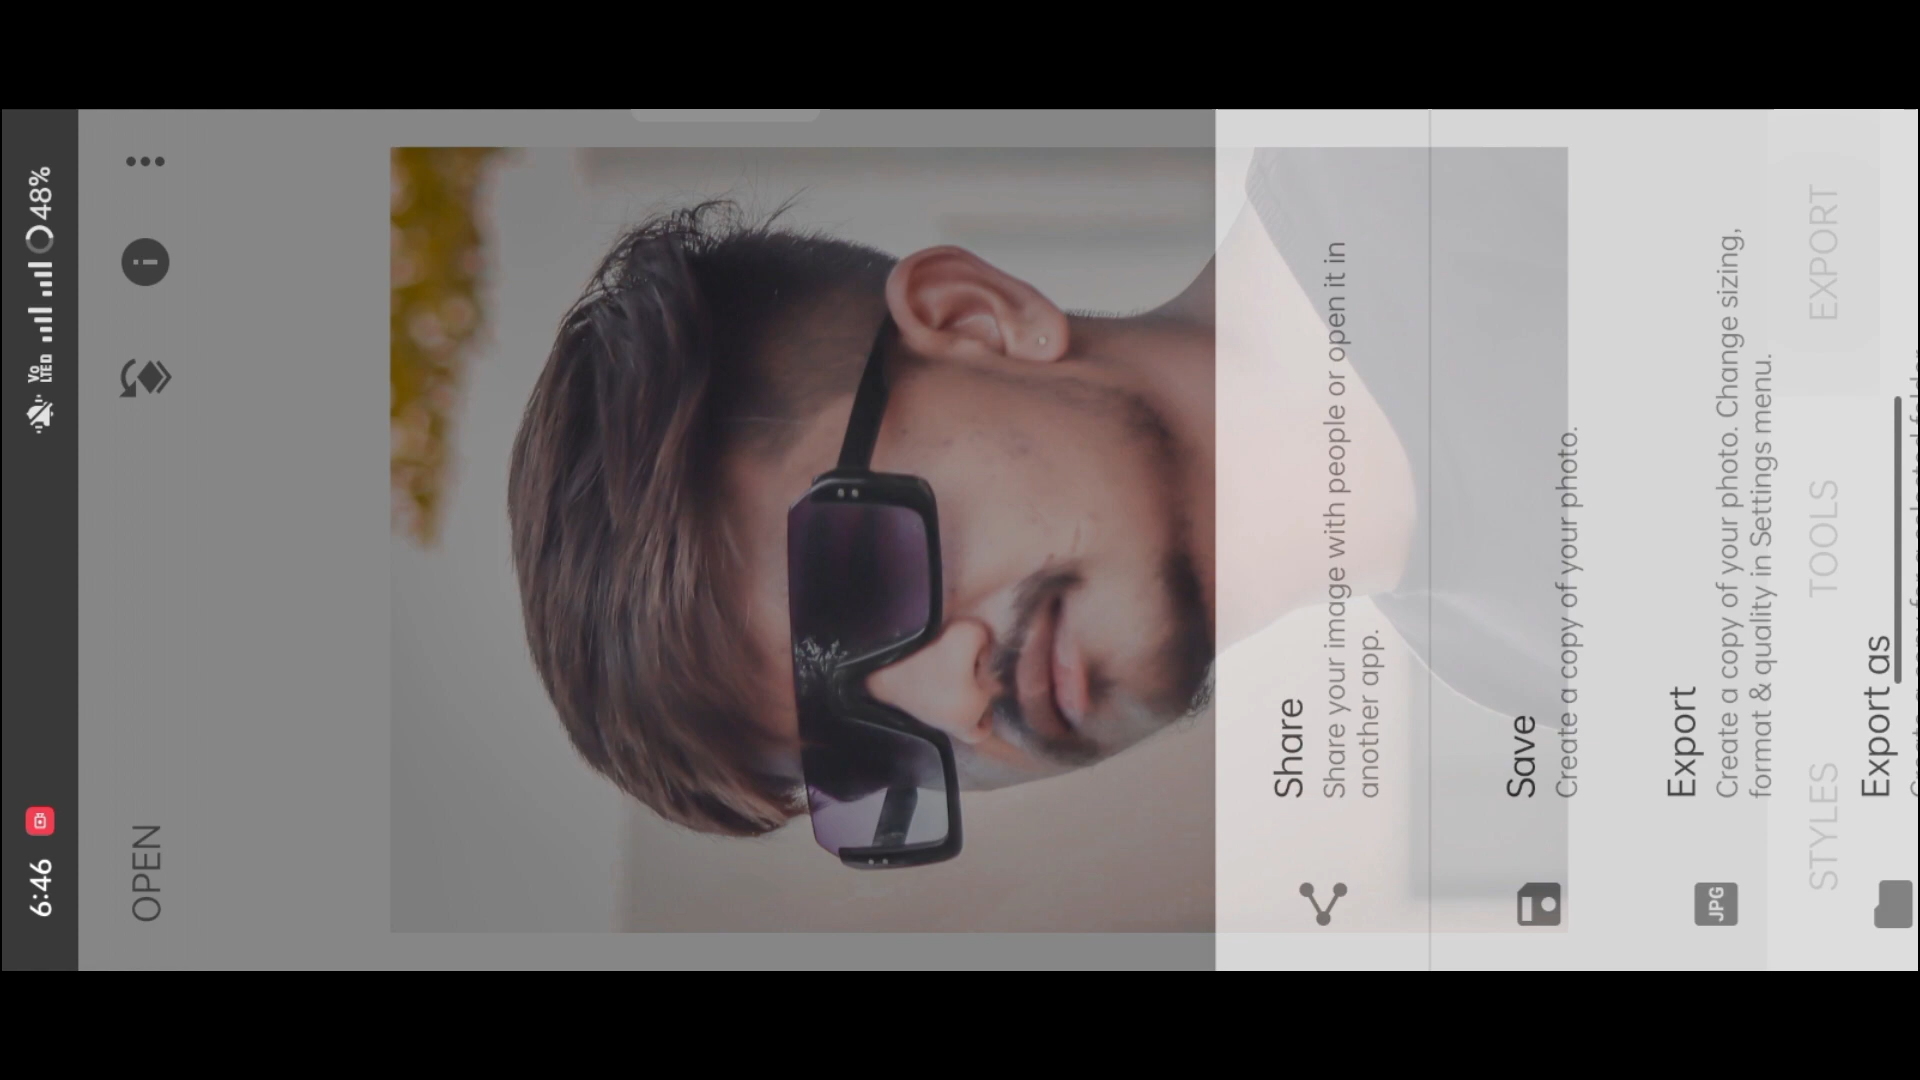 6:46
Vo
LTED
48%
OPEN
Share
Share your image with people or open it in
another app.
Save
Create a copy of your photo.
Export
JPG
Create a copy of your photo. Change sizing,
format & quality in Settings menu.
Export as
STYLES
TOOLS
EXPORT